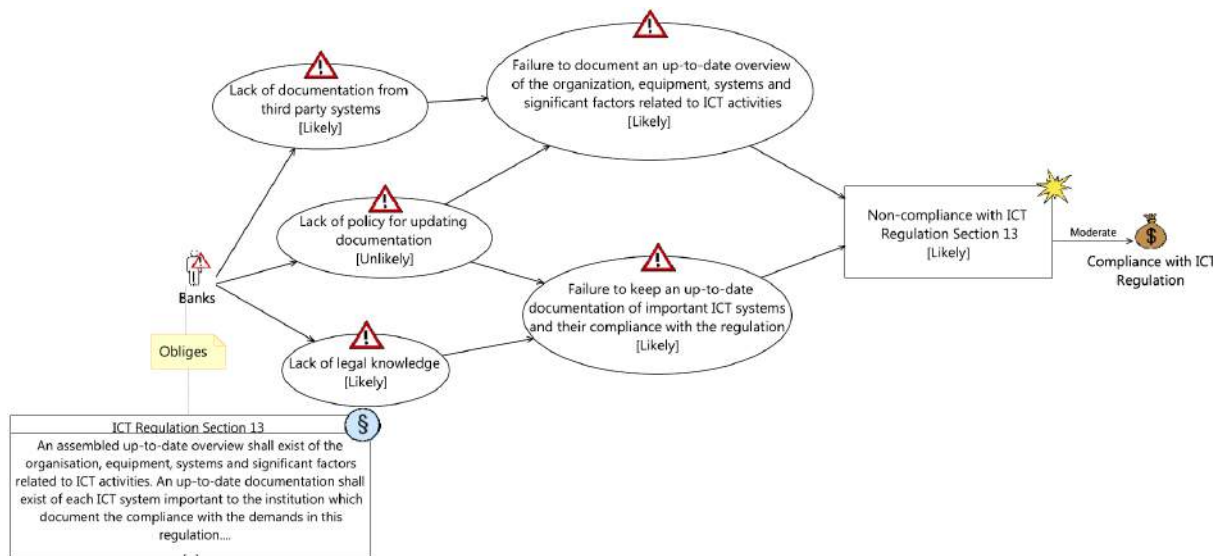 Lack of documentation from
third party systems
[Likely]
Failure to document an up-to-date overview
of the organization, equipment, systems and
significant factors related to ICT activities
[Likely]
Lack of policy for updating
documentation
[Unlikely]
Non-compliance with ICT
Regulation Section 13
[Likely]
Moderate
$
Compliance with ICT
Regulation
Banks
Failure to keep an up-to-date
documentation of important ICT systems
and their compliance with the regulation
[Likely]
Obliges
Lack of legal knowledge
[Likely]
§
ICT Regulation Section 13
An assembled up-to-date overview shall exist of the
organisation, equipment, systems and significant factors
related to ICT activities. An up-to-date documentation shall
exist of each ICT system important to the institution which
document the compliance with the demands in this
regulation....